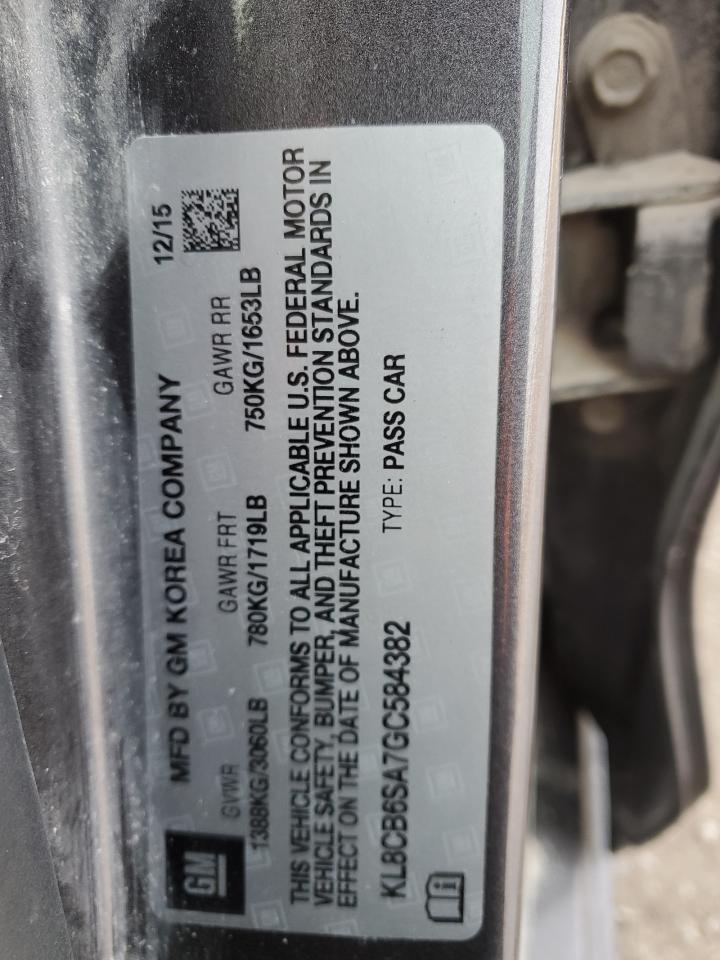 GM
MFD BY GM KOREA COMPANY 12/15
GVWR GAWR FRT GAWR RR
1388KG/3060LB 780KG/1719LB 750KG/1653LB
THIS VEHICLE CONFORMS TO ALL APPLICABLE U.S. FEDERAL MOTOR
VEHICLE SAFETY, BUMPER, AND THEFT PREVENTION STANDARDS IN
EFFECT ON THE DATE OF MANUFACTURE SHOWN ABOVE.
KL8CB6SA7GC584382 TYPE: PASS CAR